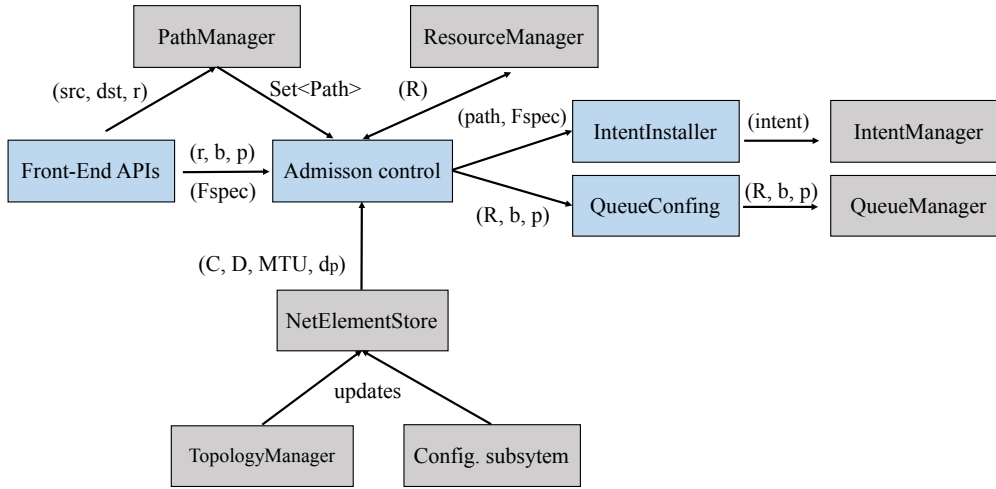 PathManager
ResourceManager
(src, dst, r)
Set<Path>
(R)
(path, Fspec)
IntentInstaller
(intent)
IntentManager
Front-End APIs
(r, b, p)
(Fspec)
Admisson control
QueueConfing
(R, b, p)
QueueManager
(R, b, p)
(C, D, MTU, dp)
NetElementStore
updates
TopologyManager
Config. subsytem